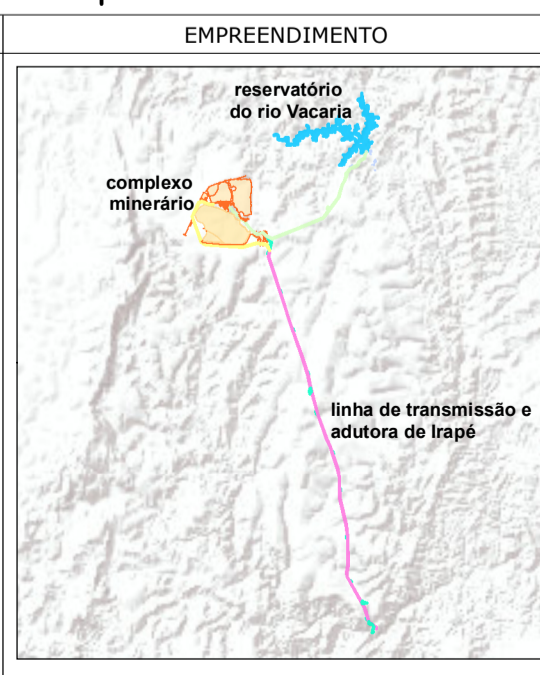 EMPREENDIMENTO
reservatório
do rio Vacaria
complexo
minerário
linha de transmissão e
adutora de Irapé